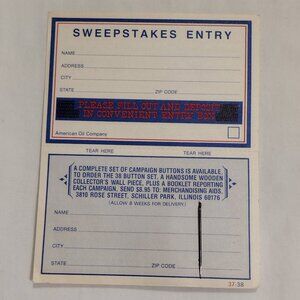 SWEEPSTAKES ENTRY
NAME
ADDRESS
CITY
STATE ZIP CODE
PLEASE FILL OUT AND DEPOSIT
IN CONVENIENT ENTRY BOX
American Oil Company
TEAR HERE TEAR HERE
A COMPLETE SET OF CAMPAIGN BUTTONS IS AVAILABLE
TO ORDER THE 38 BUTTON SET, A HANDSOME WOODEN
COLLECTOR'S WALL PIECE, PLUS A BOOKLET REPORTING
EACH CAMPAIGN. SEND $8.95 TO: MERCHANDISING AIDS,
3810 ROSE STREET, SCHILLER PARK, ILLINOIS 60176
(ALLOW 8 WEEKS FOR DELIVERY)
NAME
ADDRESS
CITY
STATE ZIP CODE
37-38